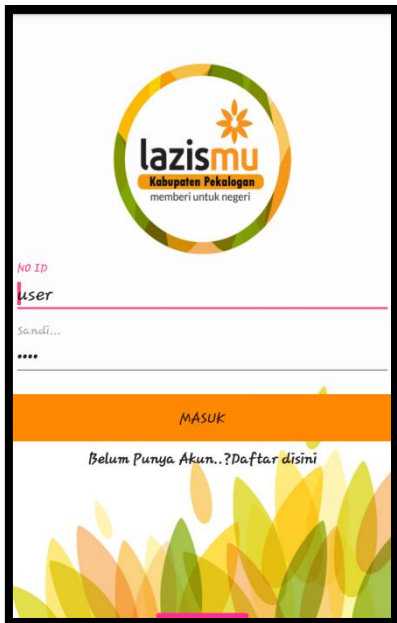 lazismu
Kabupaten Pekalogan
memberi untuk negeri
NO ID
user
Sandi...
••••
MASUK
Belum Punya Akun..?Daftar disini